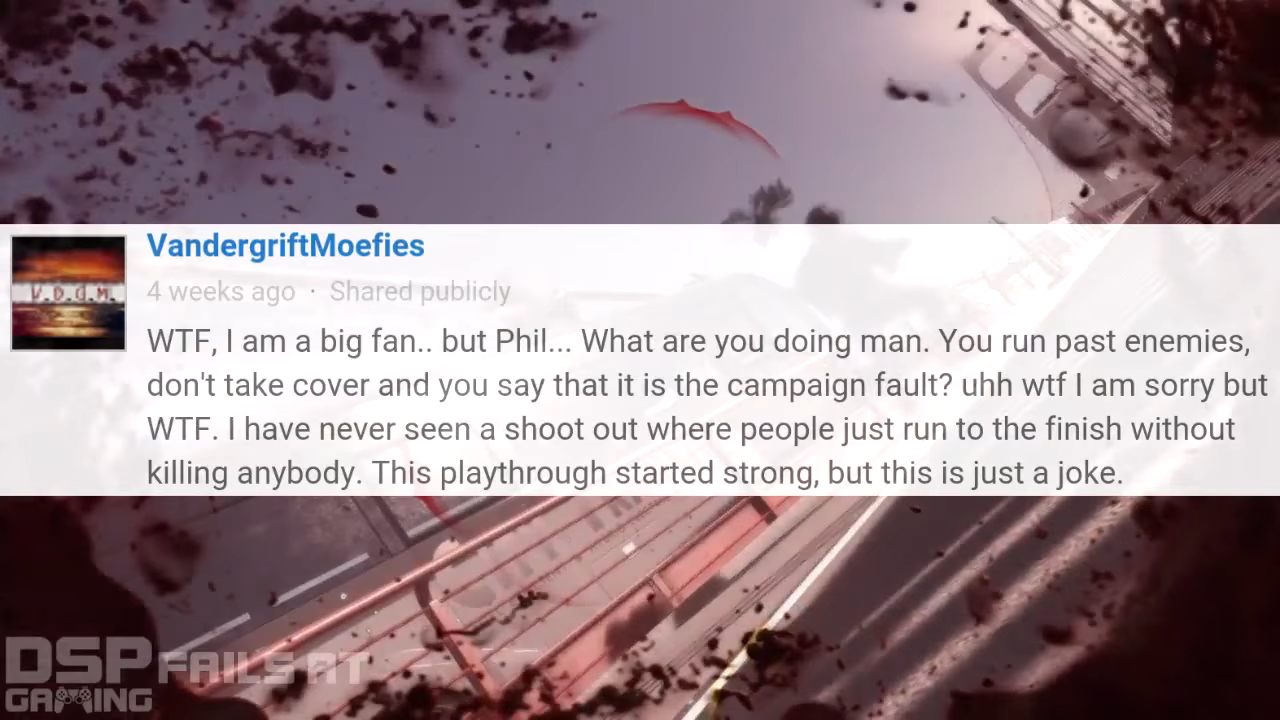 VandergriftMoefies
4 weeks ago · Shared publicly
WTF, I am a big fan.. but Phil... What are you doing man. You run past enemies,
don't take cover and you say that it is the campaign fault? uhh wtf I am sorry but
WTF. I have never seen a shoot out where people just run to the finish without
killing anybody. This playthrough started strong, but this is just a joke.
V.D.G.M.
DSP FAILS AT
GAMING